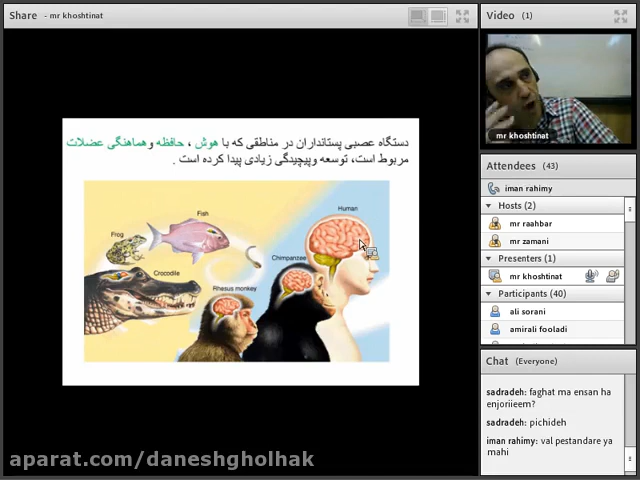 Share - mr khoshtinat
Video (1)
mr khoshtinat
دستگاه عصبی پستانداران در مناطقی که با هوش ، حافظه وهماهنگی عضلات
مربوط است، توسعه وپیچیدگی زیادی پیدا کرده است .
Human
Fish
Frog
Chimpanzee
Crocodile
Rhesus monkey
Attendees (43)
iman rahimy
Hosts (2)
mr raahbar
mr zamani
Presenters (1)
mr khoshtinat
Participants (40)
ali sorani
amirali fooladi
Chat (Everyone)
sadradeh: faghat ma ensan ha
enjoriieem?
sadradeh: pichideh
iman rahimy: val pestandare ya
mahi
aparat.com/daneshgholhak